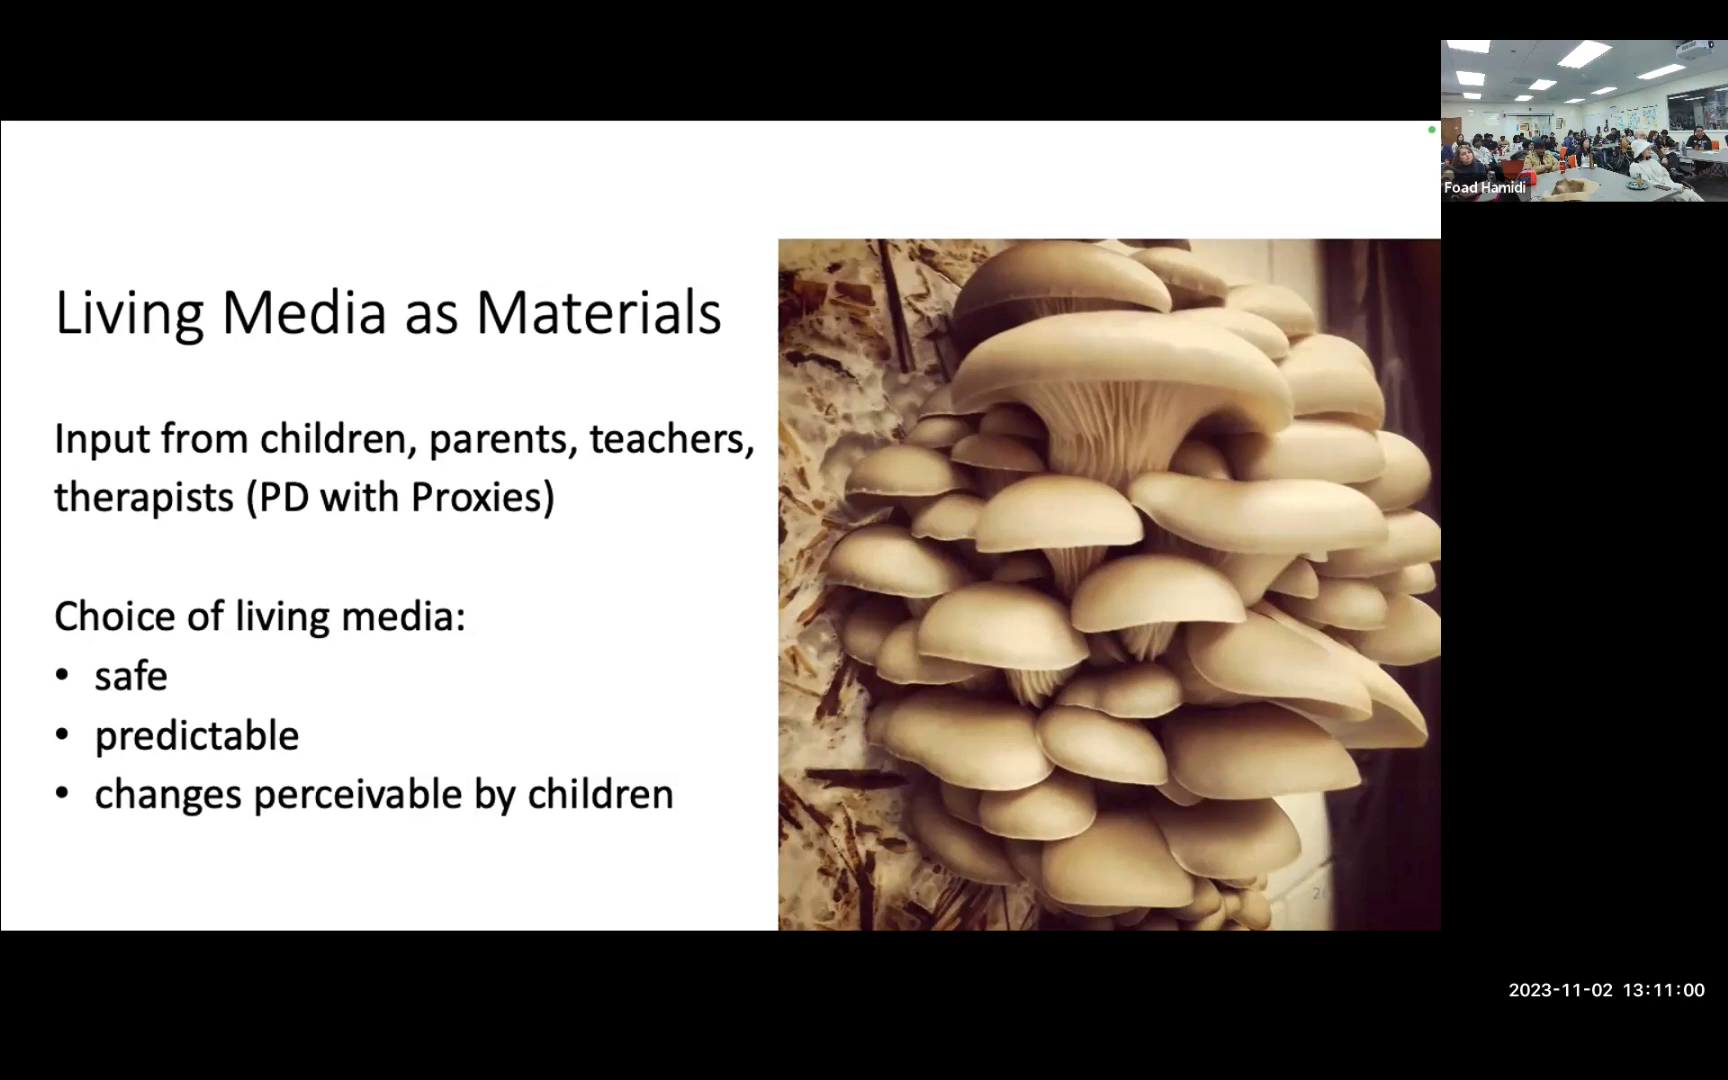 Living Media as Materials
Input from children, parents, teachers,
therapists (PD with Proxies)
Choice of living media:
• safe
• predictable
• changes perceivable by children
Foad Hamidi
2023-11-02 13:11:00